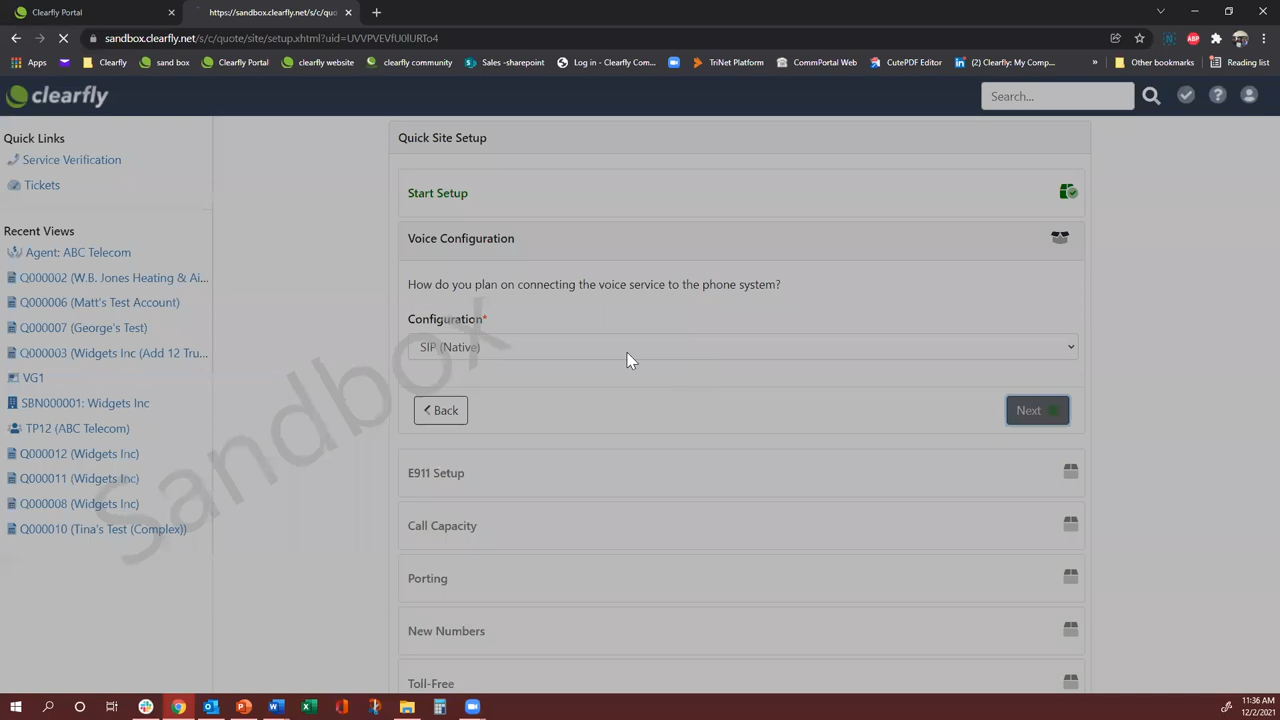 Clearfly Portal
https://sandbox.clearfly.net/s/c/quo
sandbox.clearfly.net/s/c/quote/site/setup.xhtml?uid=UVVPVEVfU0lURTo4
Apps
Clearfly
sand box
Clearfly Portal
clearfly website
clearfly community
Sales -sharepoint
Log in - Clearfly Com...
TriNet Platform
CommPortal Web
CutePDF Editor
(1) Clearfly: My Comp...
»
Other bookmarks
Reading list
clearfly
Search...
Quick Links
Service Verification
Tickets
Recent Views
Agent: ABC Telecom
Q000002 (W.B. Jones Heating & Ai...
Q000006 (Matt's Test Account)
Q000007 (George's Test)
Q000003 (Widgets Inc (Add 12 Tru...
VG1
SBN000001: Widgets Inc
TP12 (ABC Telecom)
Q000012 (Widgets Inc)
Q000011 (Widgets Inc)
Q000008 (Widgets Inc)
Q000010 (Tina's Test (Complex))
Sandbox
Quick Site Setup
Start Setup
Voice Configuration
How do you plan on connecting the voice service to the phone system?
Configuration*
SIP (Native)
Back
Next
E911 Setup
Call Capacity
Porting
New Numbers
Toll-Free
11:36 AM
12/2/2021